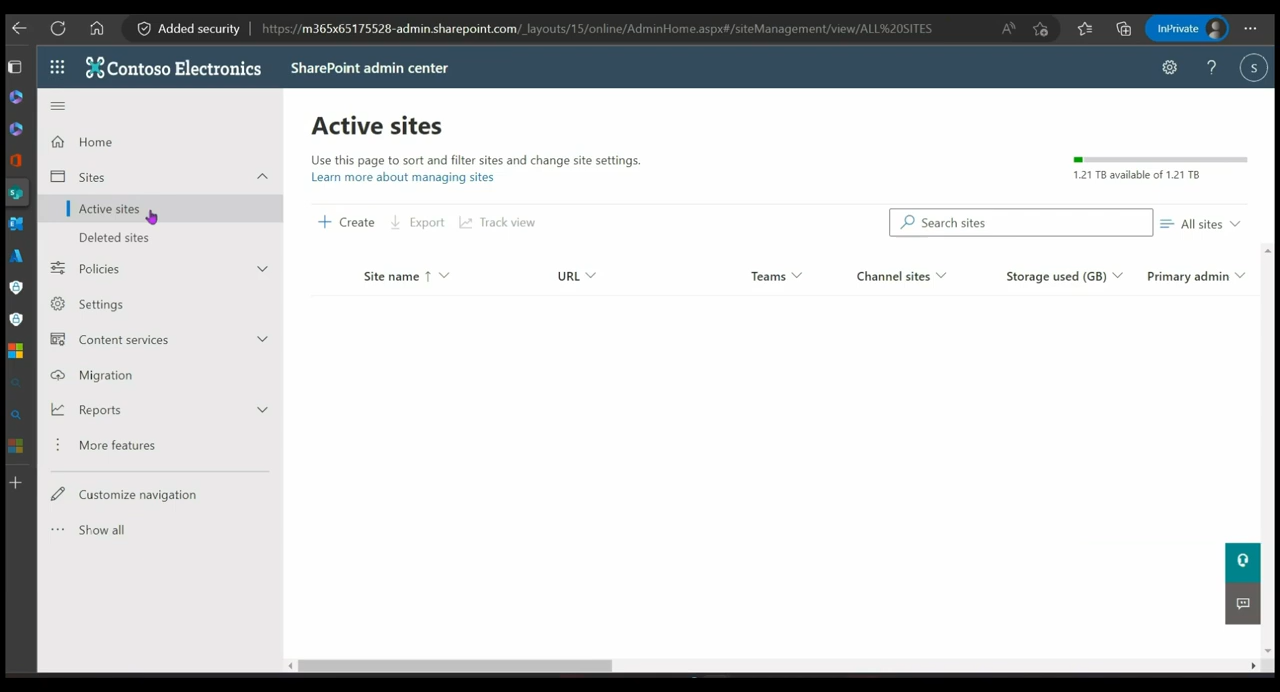 Added security
https://m365x65175528-admin.sharepoint.com/_layouts/15/online/AdminHome.aspx#/siteManagement/view/ALL%20SITES
InPrivate
Contoso Electronics
SharePoint admin center
?
S
Home
Sites
Active sites
Deleted sites
Policies
Settings
Content services
Migration
Reports
More features
Customize navigation
Show all
Active sites
Use this page to sort and filter sites and change site settings.
Learn more about managing sites
1.21 TB available of 1.21 TB
Create Export Track view
Search sites
All sites
Site name ↑ URL Teams Channel sites Storage used (GB) Primary admin